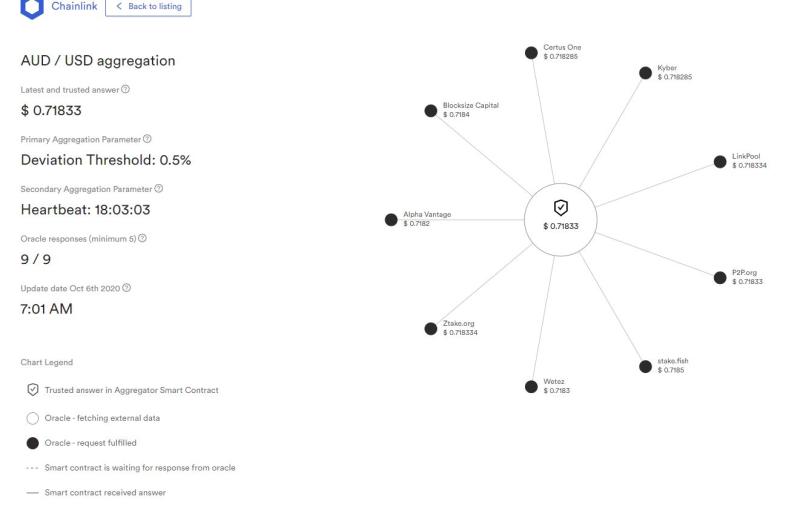 Chainlink
Back to listing
AUD / USD aggregation
Latest and trusted answer
$ 0.71833
Primary Aggregation Parameter
Deviation Threshold: 0.5%
Secondary Aggregation Parameter
Heartbeat: 18:03:03
Oracle responses (minimum 5)
9 / 9
Update date Oct 6th 2020
7:01 AM
Chart Legend
Trusted answer in Aggregator Smart Contract
Oracle - fetching external data
Oracle - request fulfilled
Smart contract is waiting for response from oracle
Smart contract received answer
Certus One
$ 0.718285
Kyber
$ 0.718285
Blocksize Capital
$ 0.7184
LinkPool
$ 0.718334
Alpha Vantage
$ 0.7182
$ 0.71833
P2P.org
$ 0.71833
Ztake.org
$ 0.718334
stake.fish
$ 0.7185
Wetez
$ 0.7183